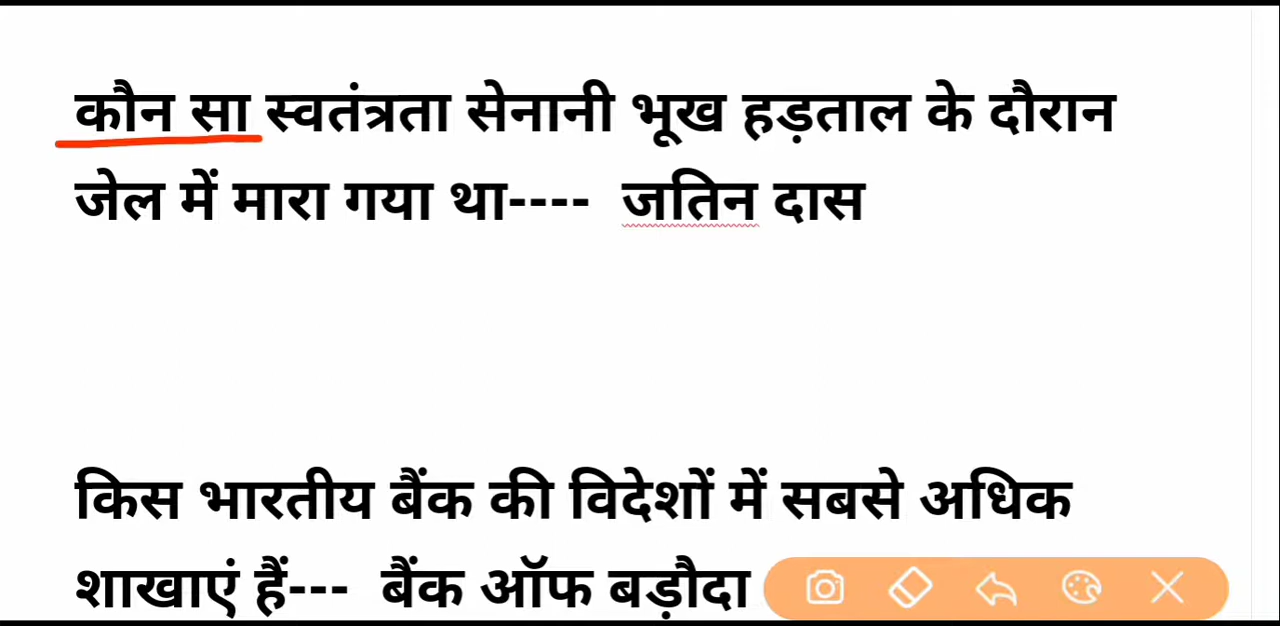 कौन सा स्वतंत्रता सेनानी भूख हड़ताल के दौरान
जेल में मारा गया था---- जतिन दास
किस भारतीय बैंक की विदेशों में सबसे अधिक
शाखाएं हैं--- बैंक ऑफ बड़ौदा